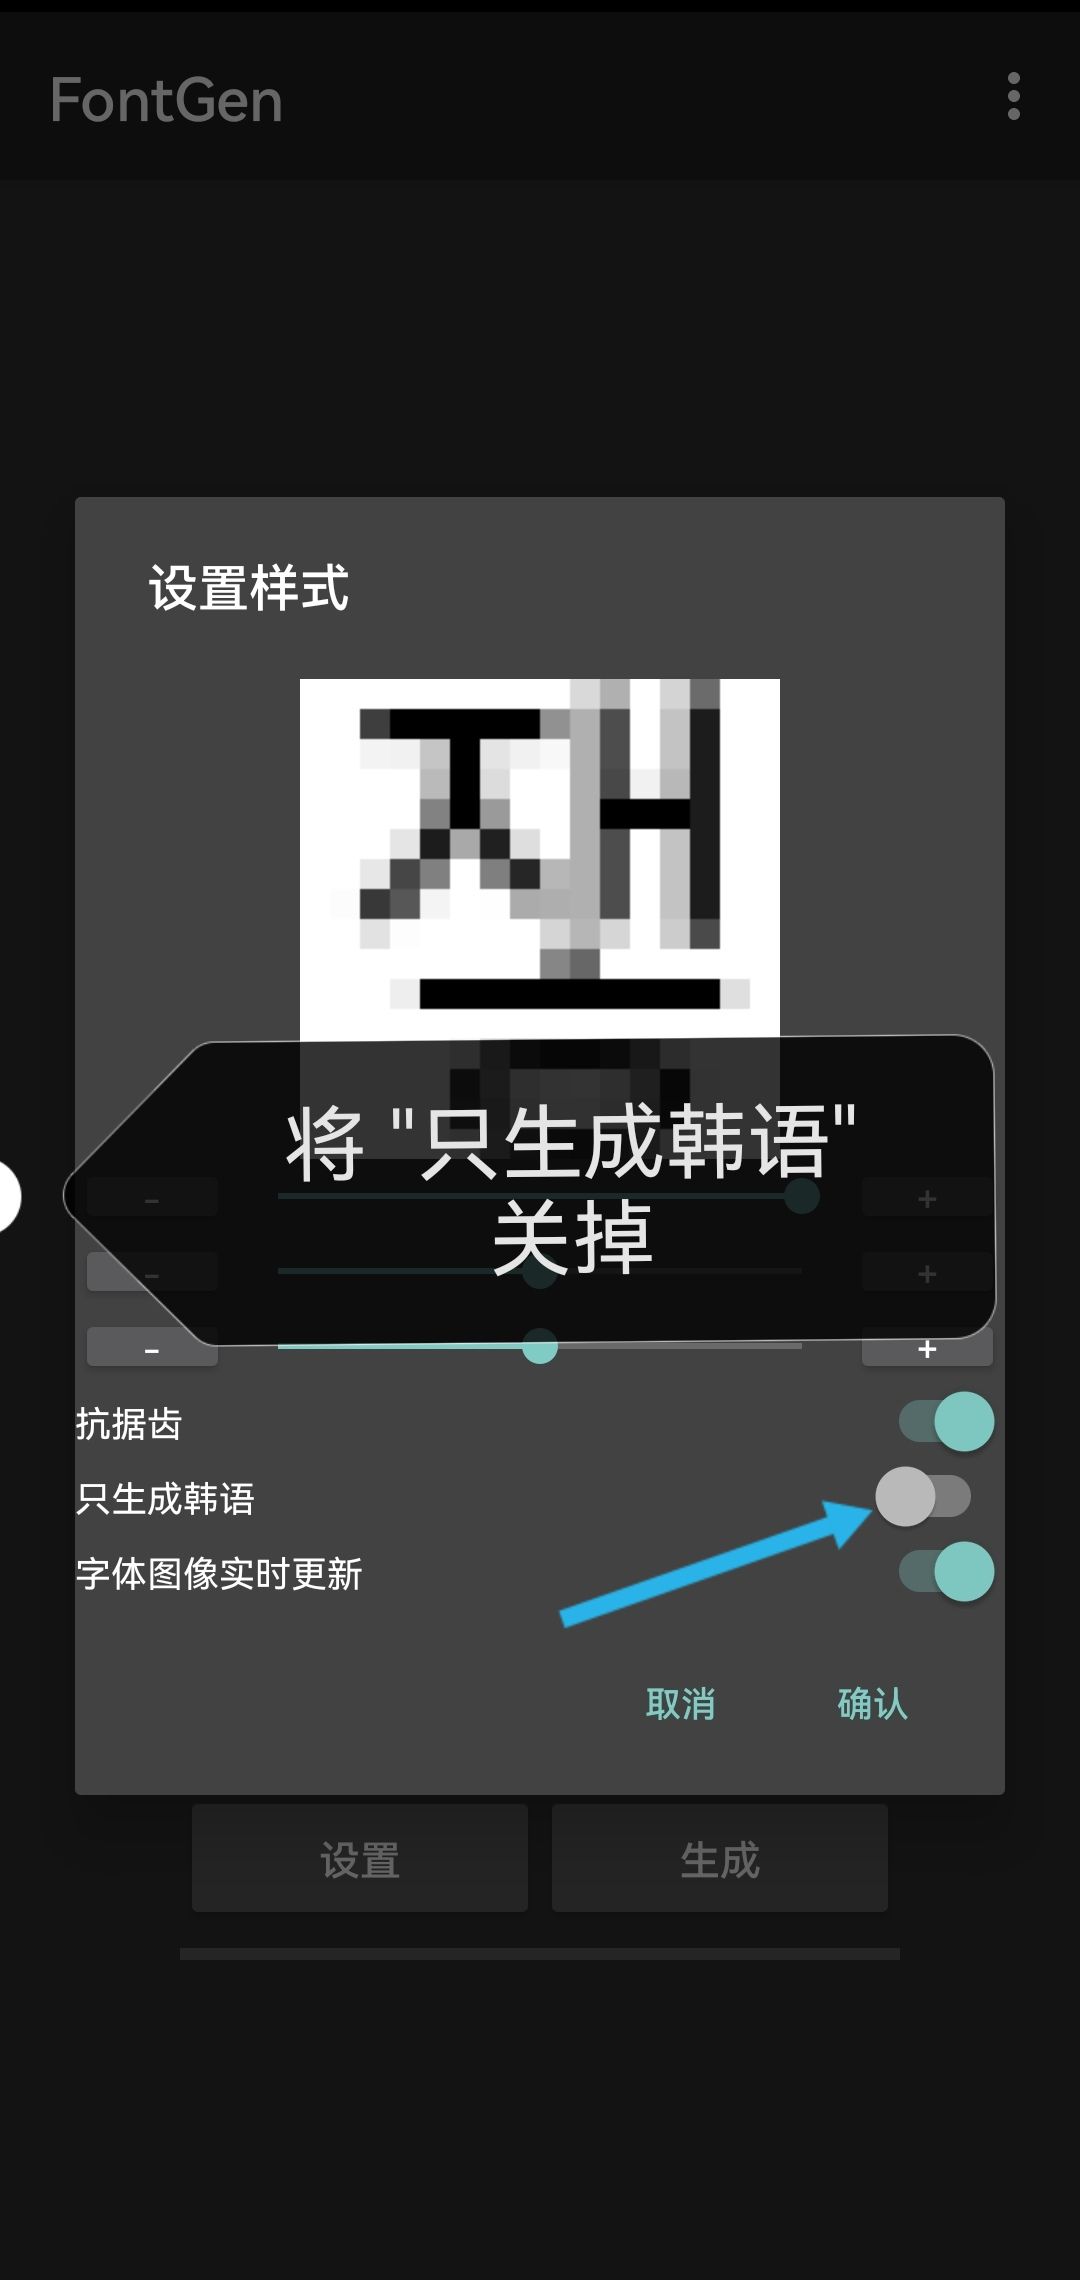 FontGen
设置样式
将 "只生成韩语"
关掉
- +
- +
- +
抗据齿
只生成韩语
字体图像实时更新
取消 确认
设置 生成